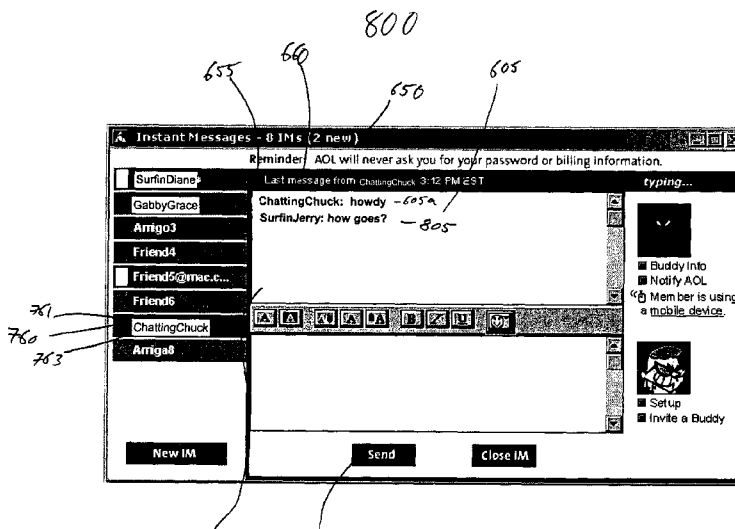 800
655
660
605
650
Instant Messages - 8 IMs (2 new)
Reminder: AOL will never ask you for your password or billing information.
SurfinDiane
Last message from ChattingChuck 3:12 PM EST
typing...
GabbyGrace
ChattingChuck: howdy
605a
SurfinJerry: how goes?
805
Amigo3
Friend4
Friend5@mac.c...
Friend6
Buddy Info
Notify AOL
Member is using
a mobile device.
761
760
763
ChattingChuck
Amiga8
B
U
Setup
Invite a Buddy
New IM
Send
Close IM